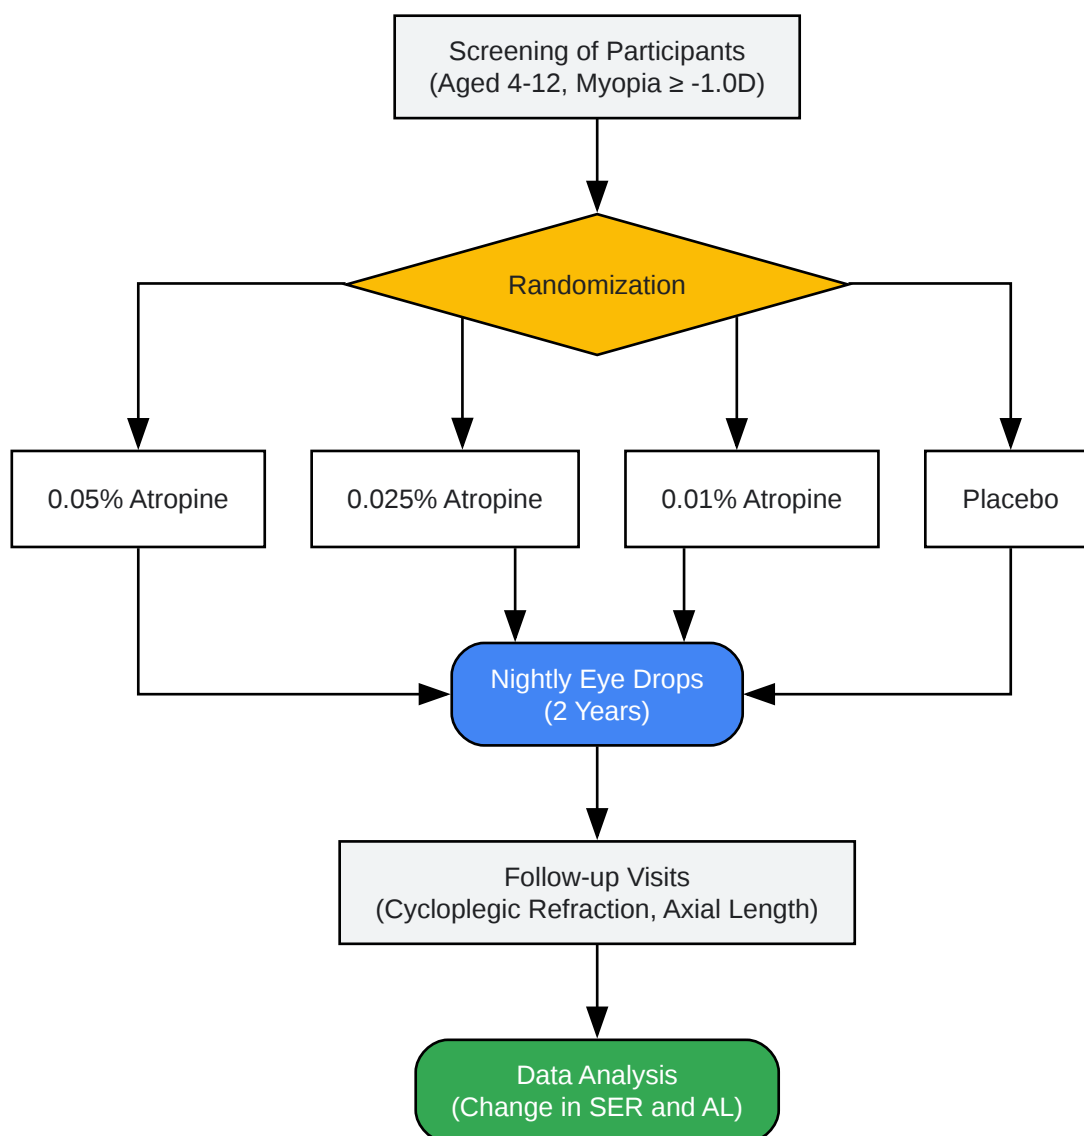 Screening of Participants
(Aged 4-12, Myopia ≥ -1.0D)
Randomization
0.05% Atropine
0.025% Atropine
0.01% Atropine
Placebo
Nightly Eye Drops
(2 Years)
Follow-up Visits
(Cycloplegic Refraction, Axial Length)
Data Analysis
(Change in SER and AL)